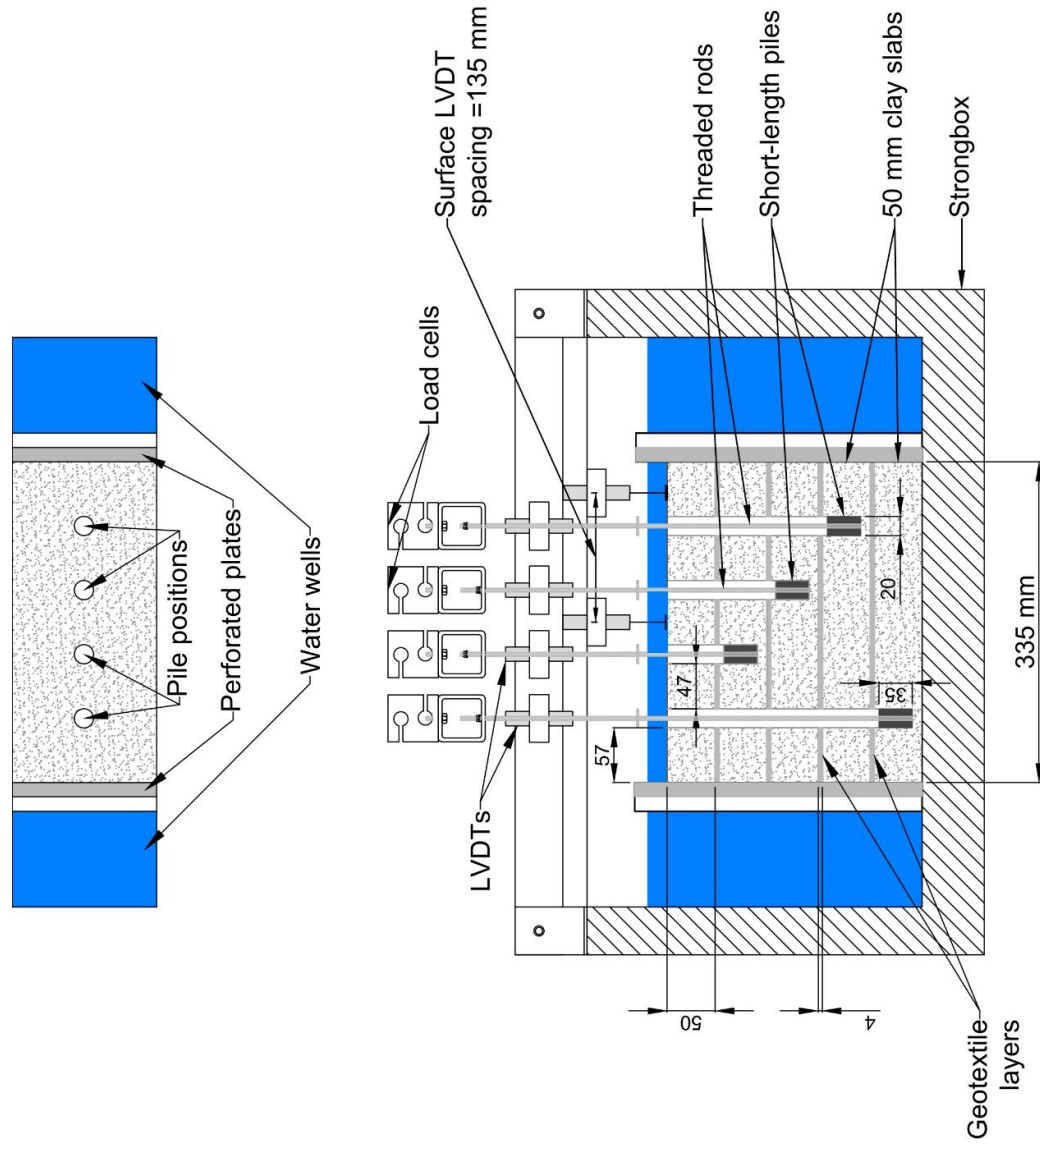 Pile positions
Perforated plates
Water wells
Load cells
Surface LVDT
spacing =135 mm
LVDTs
Threaded rods
Short-length piles
50 mm clay slabs
Strongbox
57
47
35
20
50
4
335 mm
Geotextile
layers